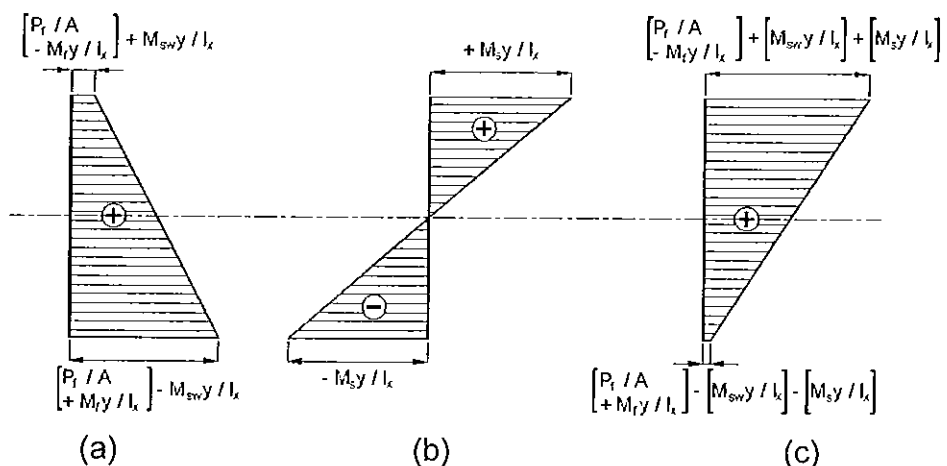 [P_f / A
- M_f y / I_x] + M_sw y / I_x
+ M_s y / I_x
[P_f / A
- M_f y / I_x] + [M_sw y / I_x] + [M_s y / I_x]
+
+
+
−
[P_f / A
+ M_f y / I_x] - M_sw y / I_x
- M_s y / I_x
[P_f / A
+ M_f y / I_x] - [M_sw y / I_x] - [M_s y / I_x]
(a)
(b)
(c)